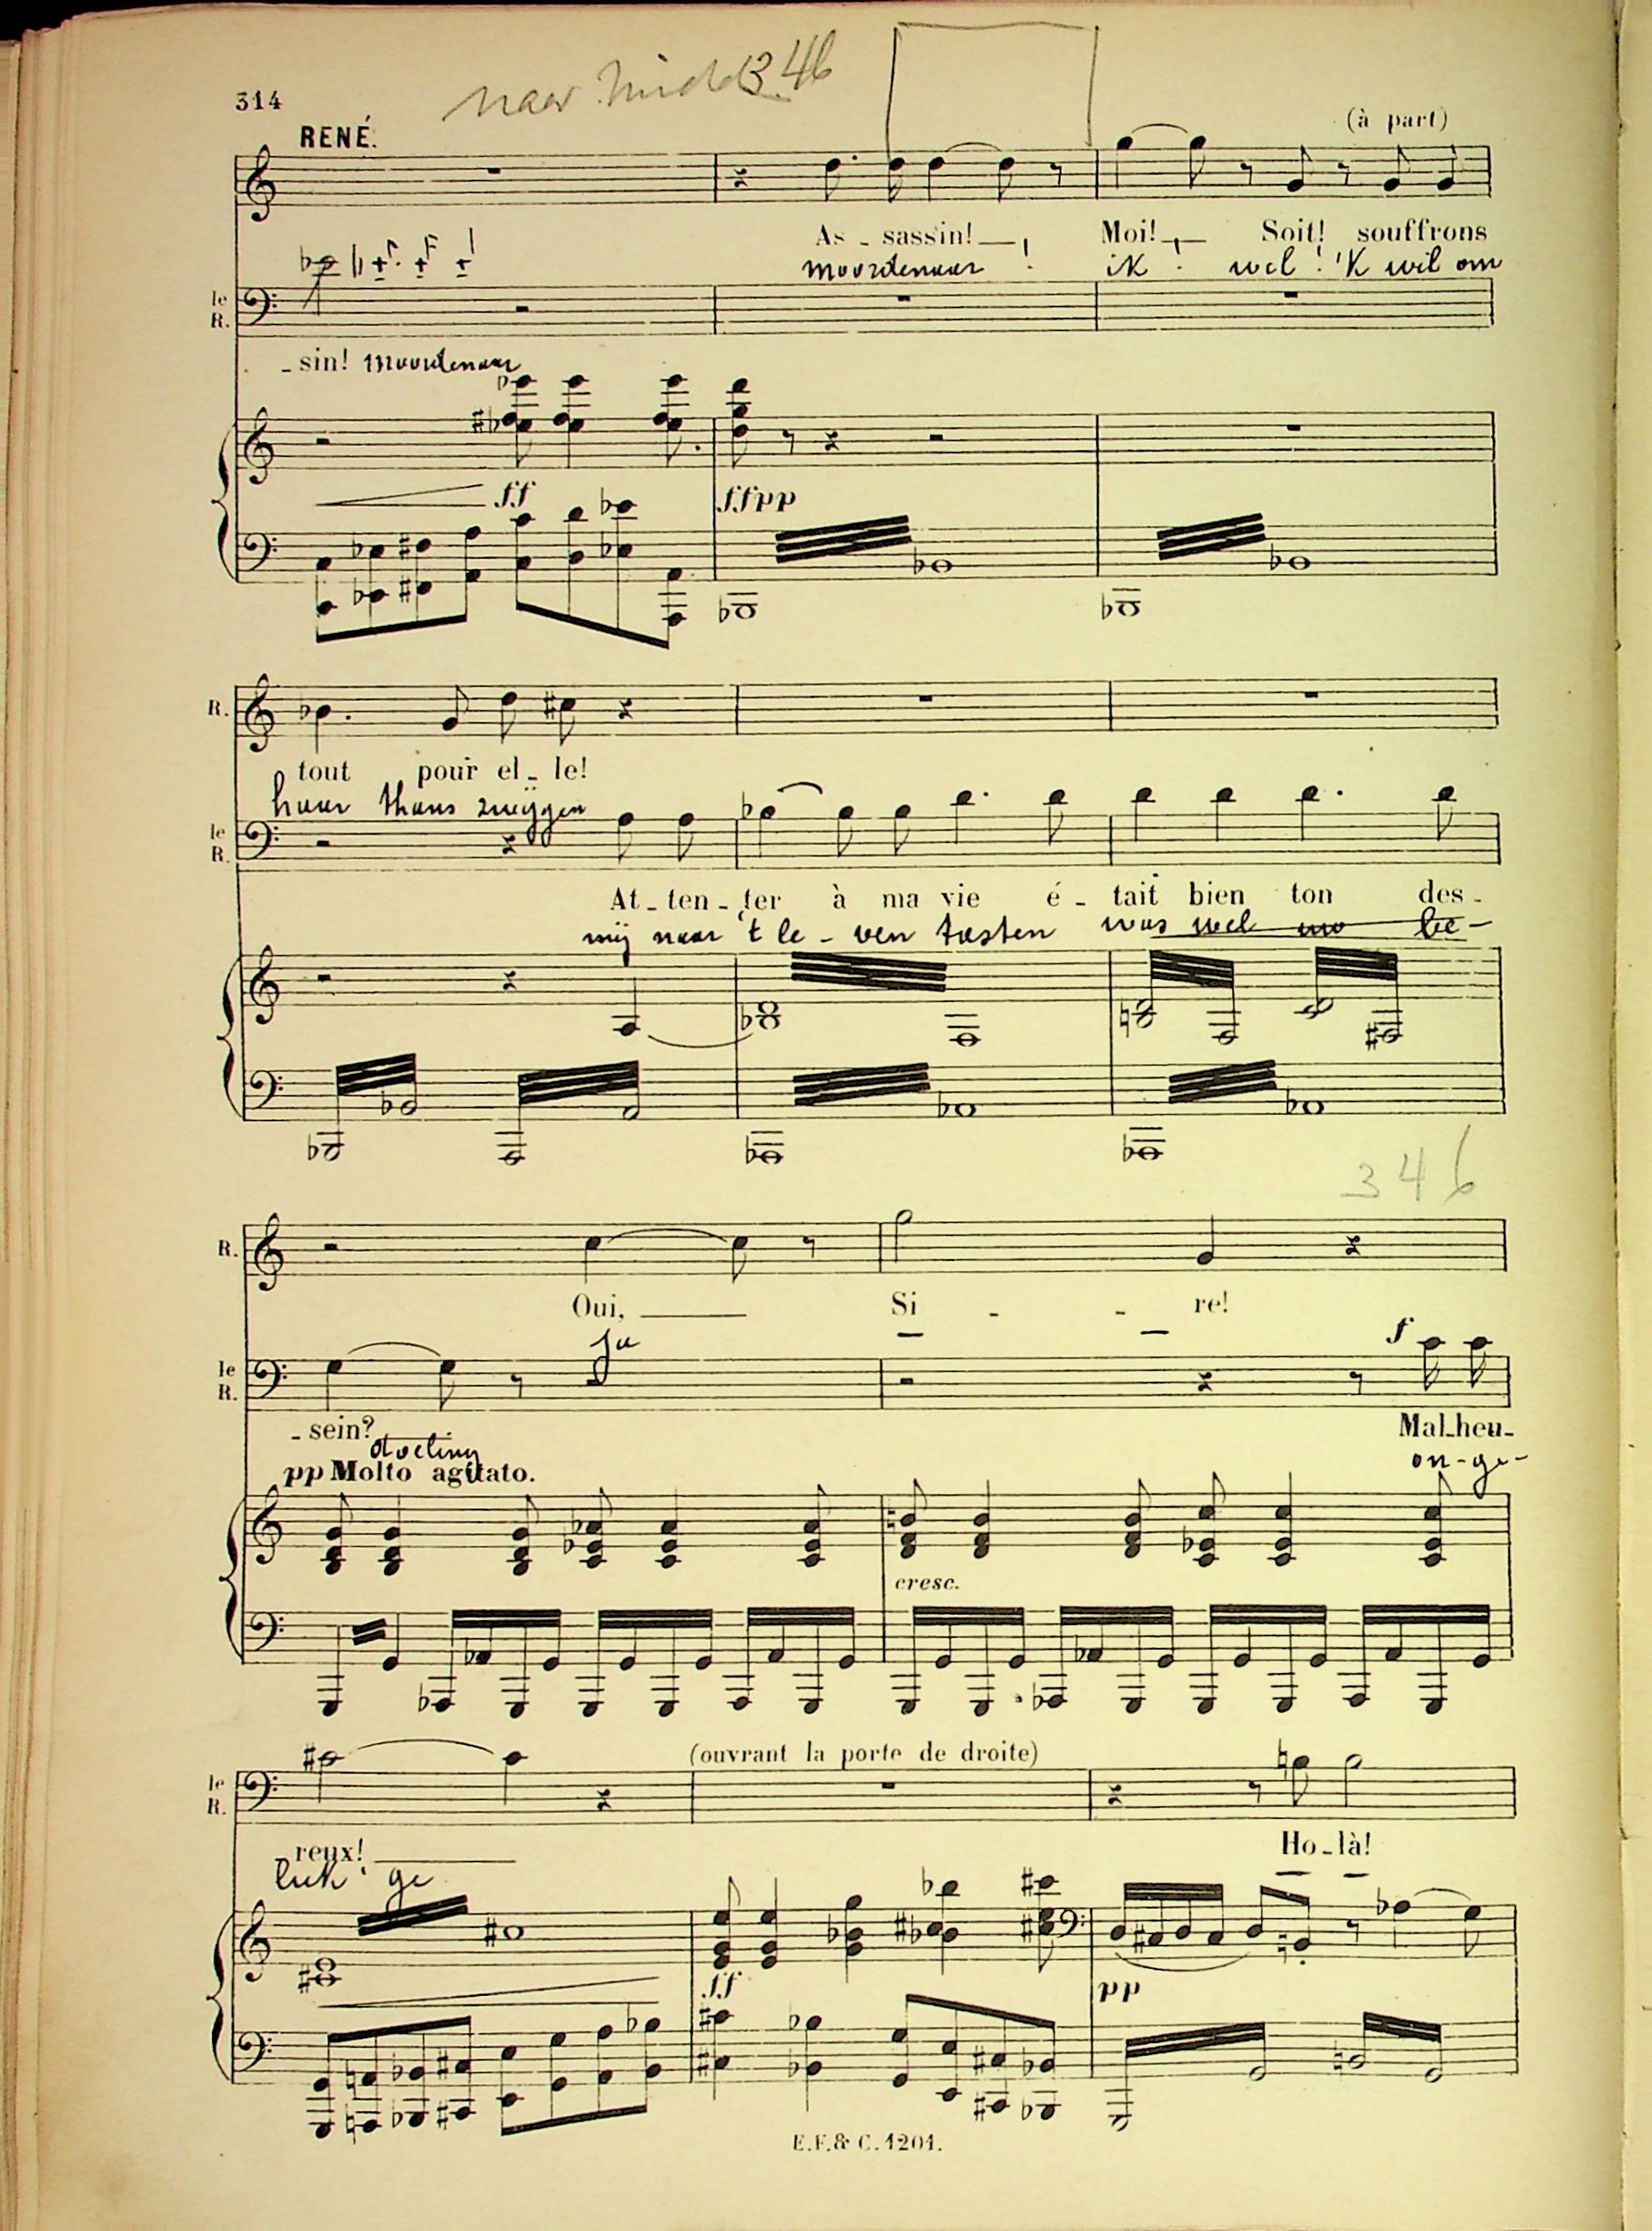 314
naar 346
RENÉ.
(à part)
As - sassin! Moi! Soit! souffrons
moordenaar ! ik ! wel ! 'K wil om
le
R.
- sin! moordenaar
ff
ffpp
R.
tout pour el - le!
haar thans zwijgen
le
R.
At - ten - ter à ma vie é - tait bien ton des -
mij naar 't le - ven tasten was wel uw be-
346
R.
Oui, Si - - re!
Ja
f
le
R.
- sein? Mal - heu -
doeling on - ge -
pp Molto agitato.
cresc.
(ouvrant la porte de droite)
le
R.
reux! Ho - là!
luk ' ge
ff
pp
E.F.& C. 1201.